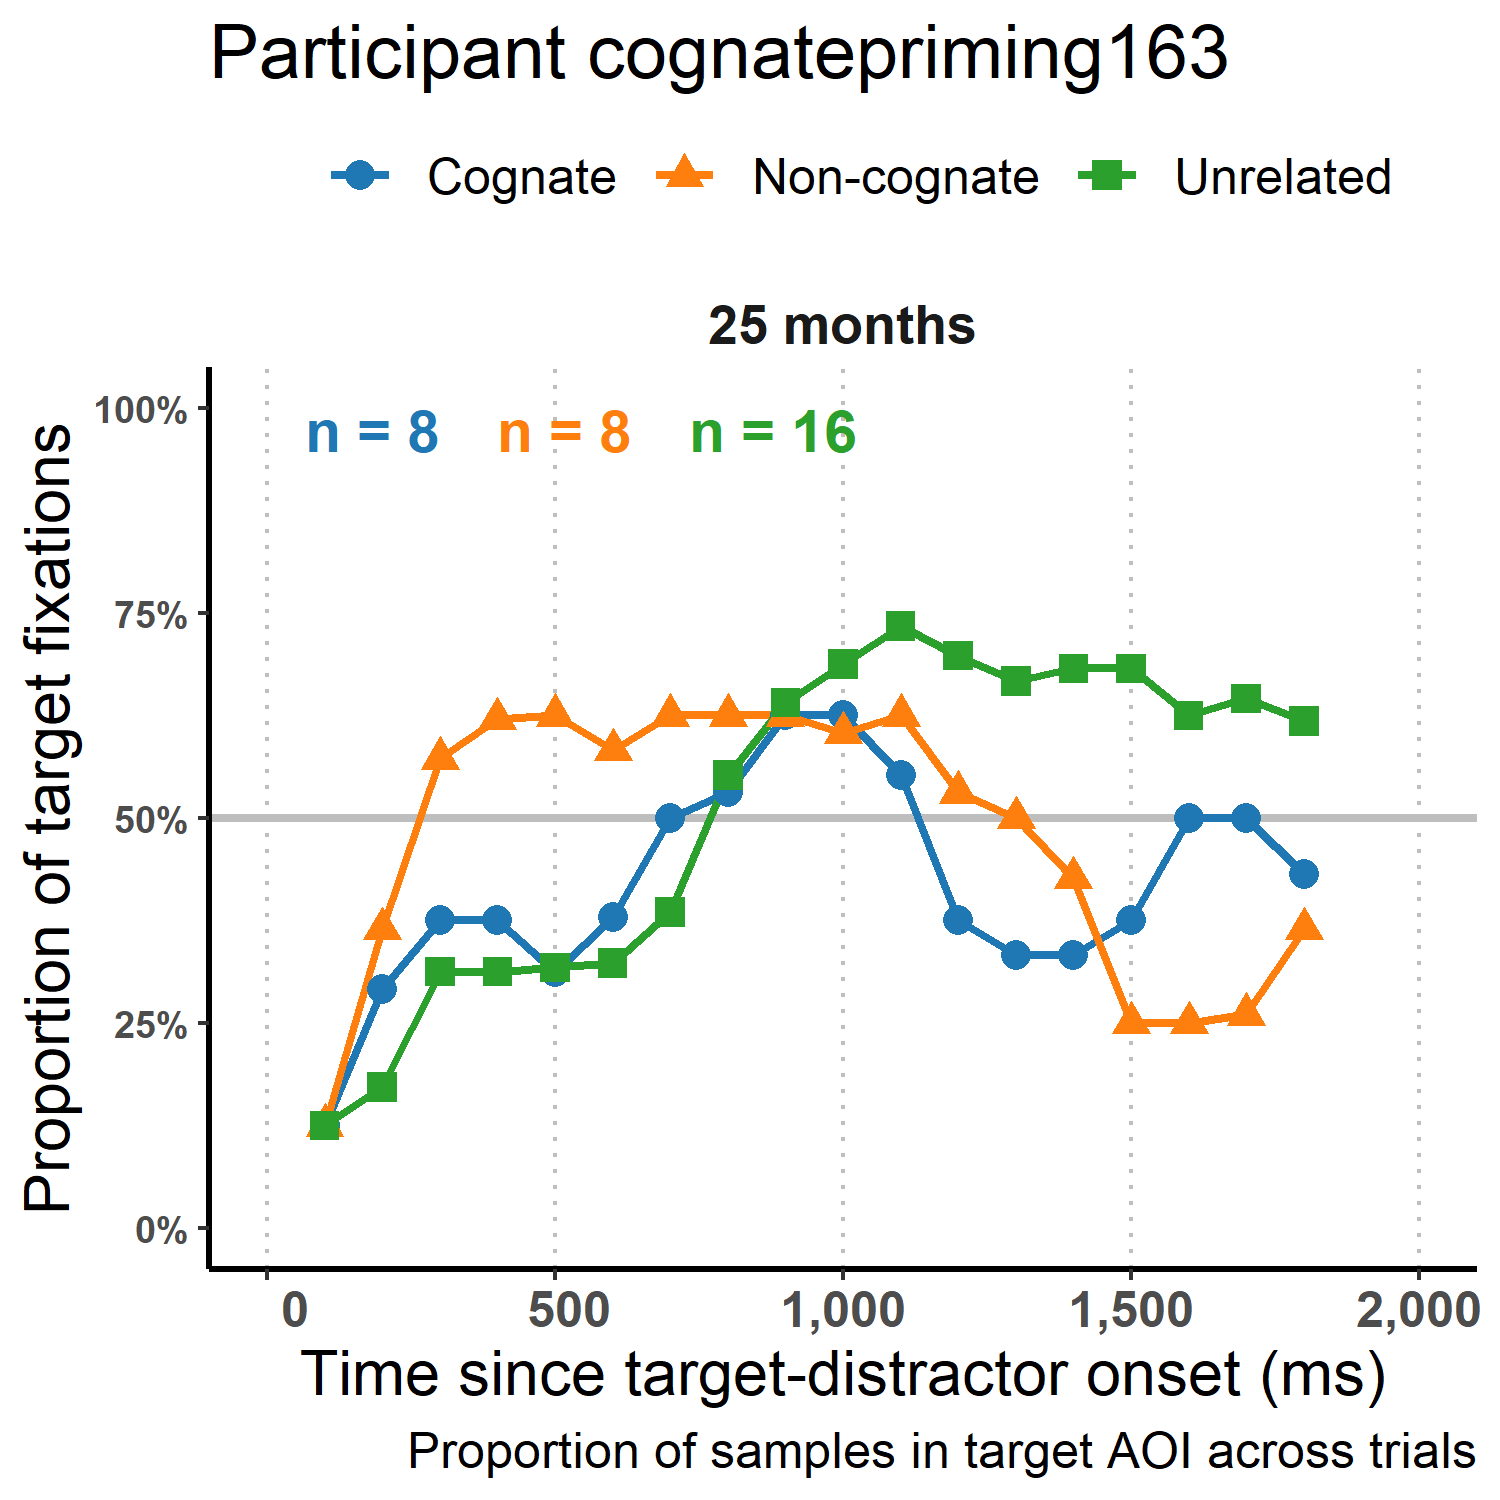 Participant cognatepriming163
Cognate Non-cognate Unrelated
25 months
n = 8 n = 8 n = 16
100%
75%
50%
25%
0%
Proportion of target fixations
0 500 1,000 1,500 2,000
Time since target-distractor onset (ms)
Proportion of samples in target AOI across trials